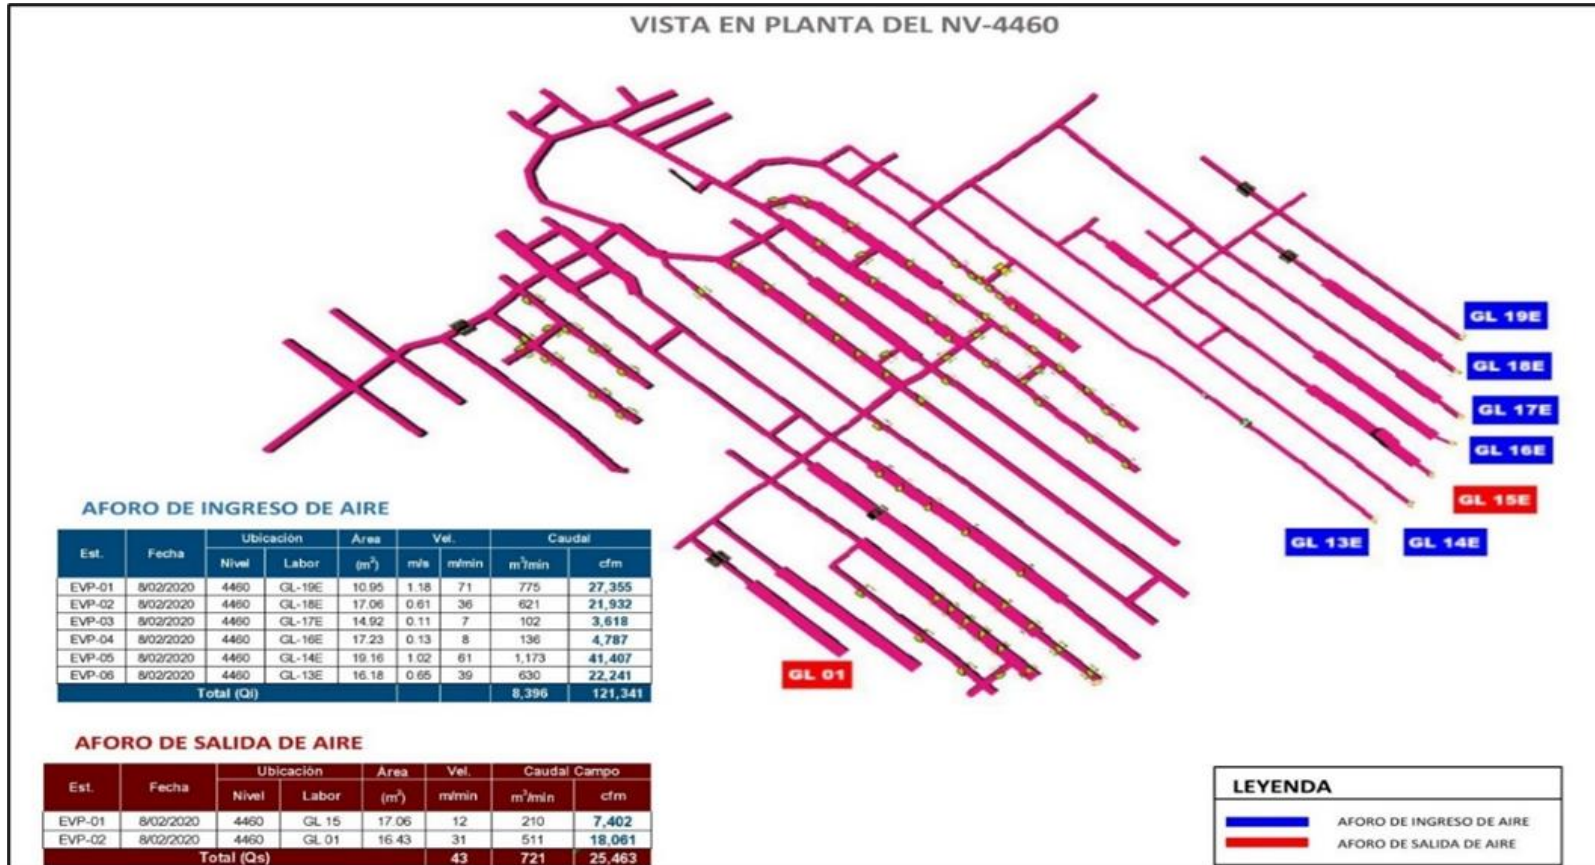 VISTA EN PLANTA DEL NV-4460
GL 19E
GL 18E
GL 17E
GL 16E
GL 15E
GL 13E GL 14E
GL 01
AFORO DE INGRESO DE AIRE
Est. Fecha Ubicación Área Vel. Caudal
Nivel Labor (m²) m/s m/min m³/min cfm
EVP-01 8/02/2020 4460 GL-19E 10.95 1.18 71 775 27,355
EVP-02 8/02/2020 4460 GL-18E 17.06 0.61 36 621 21,932
EVP-03 8/02/2020 4460 GL-17E 14.92 0.11 7 102 3,618
EVP-04 8/02/2020 4460 GL-16E 17.23 0.13 8 136 4,787
EVP-05 8/02/2020 4460 GL-14E 19.16 1.02 61 1,173 41,407
EVP-06 8/02/2020 4460 GL-13E 16.18 0.65 39 630 22,241
Total (Qi) 8,396 121,341
AFORO DE SALIDA DE AIRE
Est. Fecha Ubicación Área Vel. Caudal Campo
Nivel Labor (m²) m/min m³/min cfm
EVP-01 8/02/2020 4460 GL 15 17.06 12 210 7,402
EVP-02 8/02/2020 4460 GL 01 16.43 31 511 18,061
Total (Qs) 43 721 25,463
LEYENDA
AFORO DE INGRESO DE AIRE
AFORO DE SALIDA DE AIRE